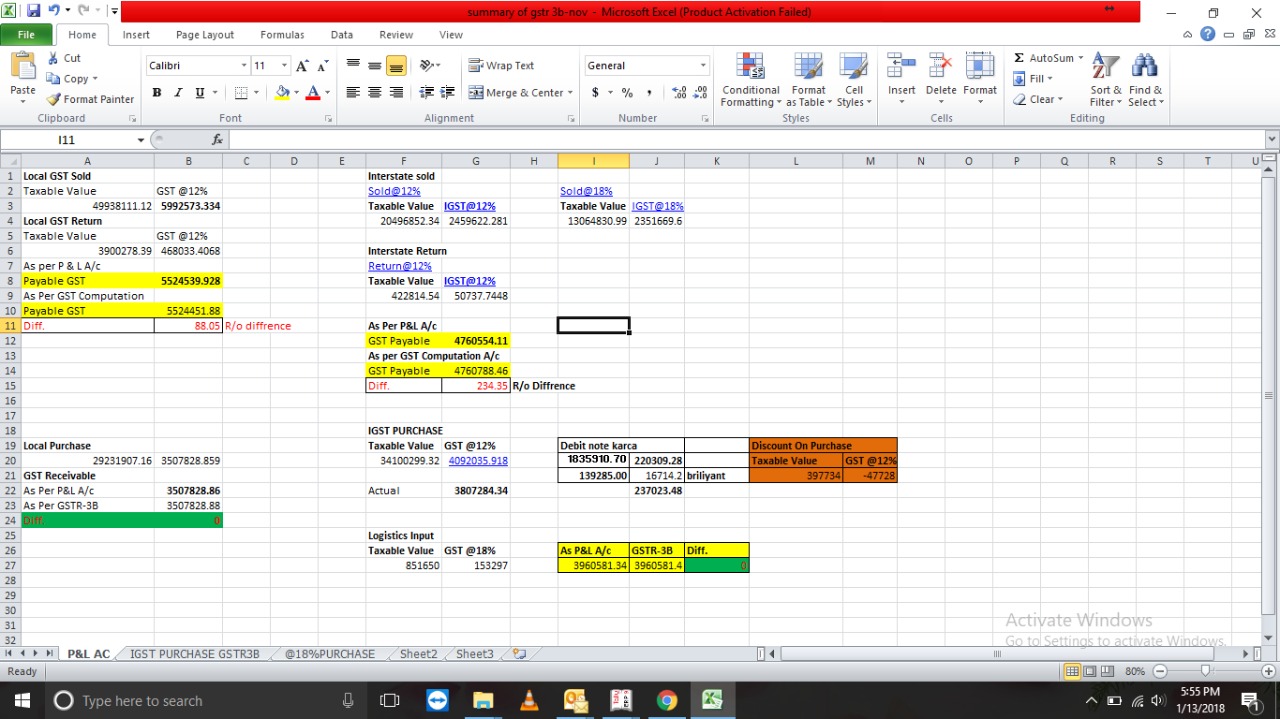 summary of gstr 3b-nov - Microsoft Excel (Product Activation Failed)
File Home Insert Page Layout Formulas Data Review View
Cut
Copy
Format Painter
Paste
Clipboard
Calibri 11
B I U
Font
Wrap Text
Merge & Center
Alignment
General
$ % ,
Number
Conditional Formatting
Format as Table
Cell Styles
Styles
Insert Delete Format
Cells
AutoSum
Fill
Clear
Sort & Filter
Find & Select
Editing
I11 fx
A B C D E F G H I J K L M N O P Q R S T U
1 Local GST Sold Interstate sold
2 Taxable Value GST @12% Sold@12% Sold@18%
3 49938111.12 5992573.334 Taxable Value IGST@12% Taxable Value IGST@18%
4 Local GST Return 20496852.34 2459622.281 13064830.99 2351669.6
5 Taxable Value GST @12%
6 3900278.39 468033.4068 Interstate Return
7 As per P & L A/c Return@12%
8 Payable GST 5524539.928 Taxable Value IGST@12%
9 As Per GST Computation 422814.54 50737.7448
10 Payable GST 5524451.88
11 Diff. 88.05 R/o diffrence As Per P&L A/c
12 GST Payable 4760554.11
13 As per GST Computation A/c
14 GST Payable 4760788.46
15 Diff. 234.35 R/o Diffrence
16
17
18 IGST PURCHASE
19 Local Purchase Taxable Value GST @12% Debit note karca Discount On Purchase
20 29231907.16 3507828.859 34100299.32 4092035.918 1835910.70 220309.28 Taxable Value GST @12%
21 GST Receivable 139285.00 16714.2 briliyant 397734 -47728
22 As Per P&L A/c 3507828.86 Actual 3807284.34 237023.48
23 As Per GSTR-3B 3507828.88
24 Diff. 0
25 Logistics Input
26 Taxable Value GST @18% As P&L A/c GSTR-3B Diff.
27 851650 153297 3960581.34 3960581.4 0
28
29
30
31
32
Activate Windows
Go to Settings to activate Windows.
P&L AC IGST PURCHASE GSTR3B @18%PURCHASE Sheet2 Sheet3
Ready 80%
Type here to search
5:55 PM
1/13/2018
1